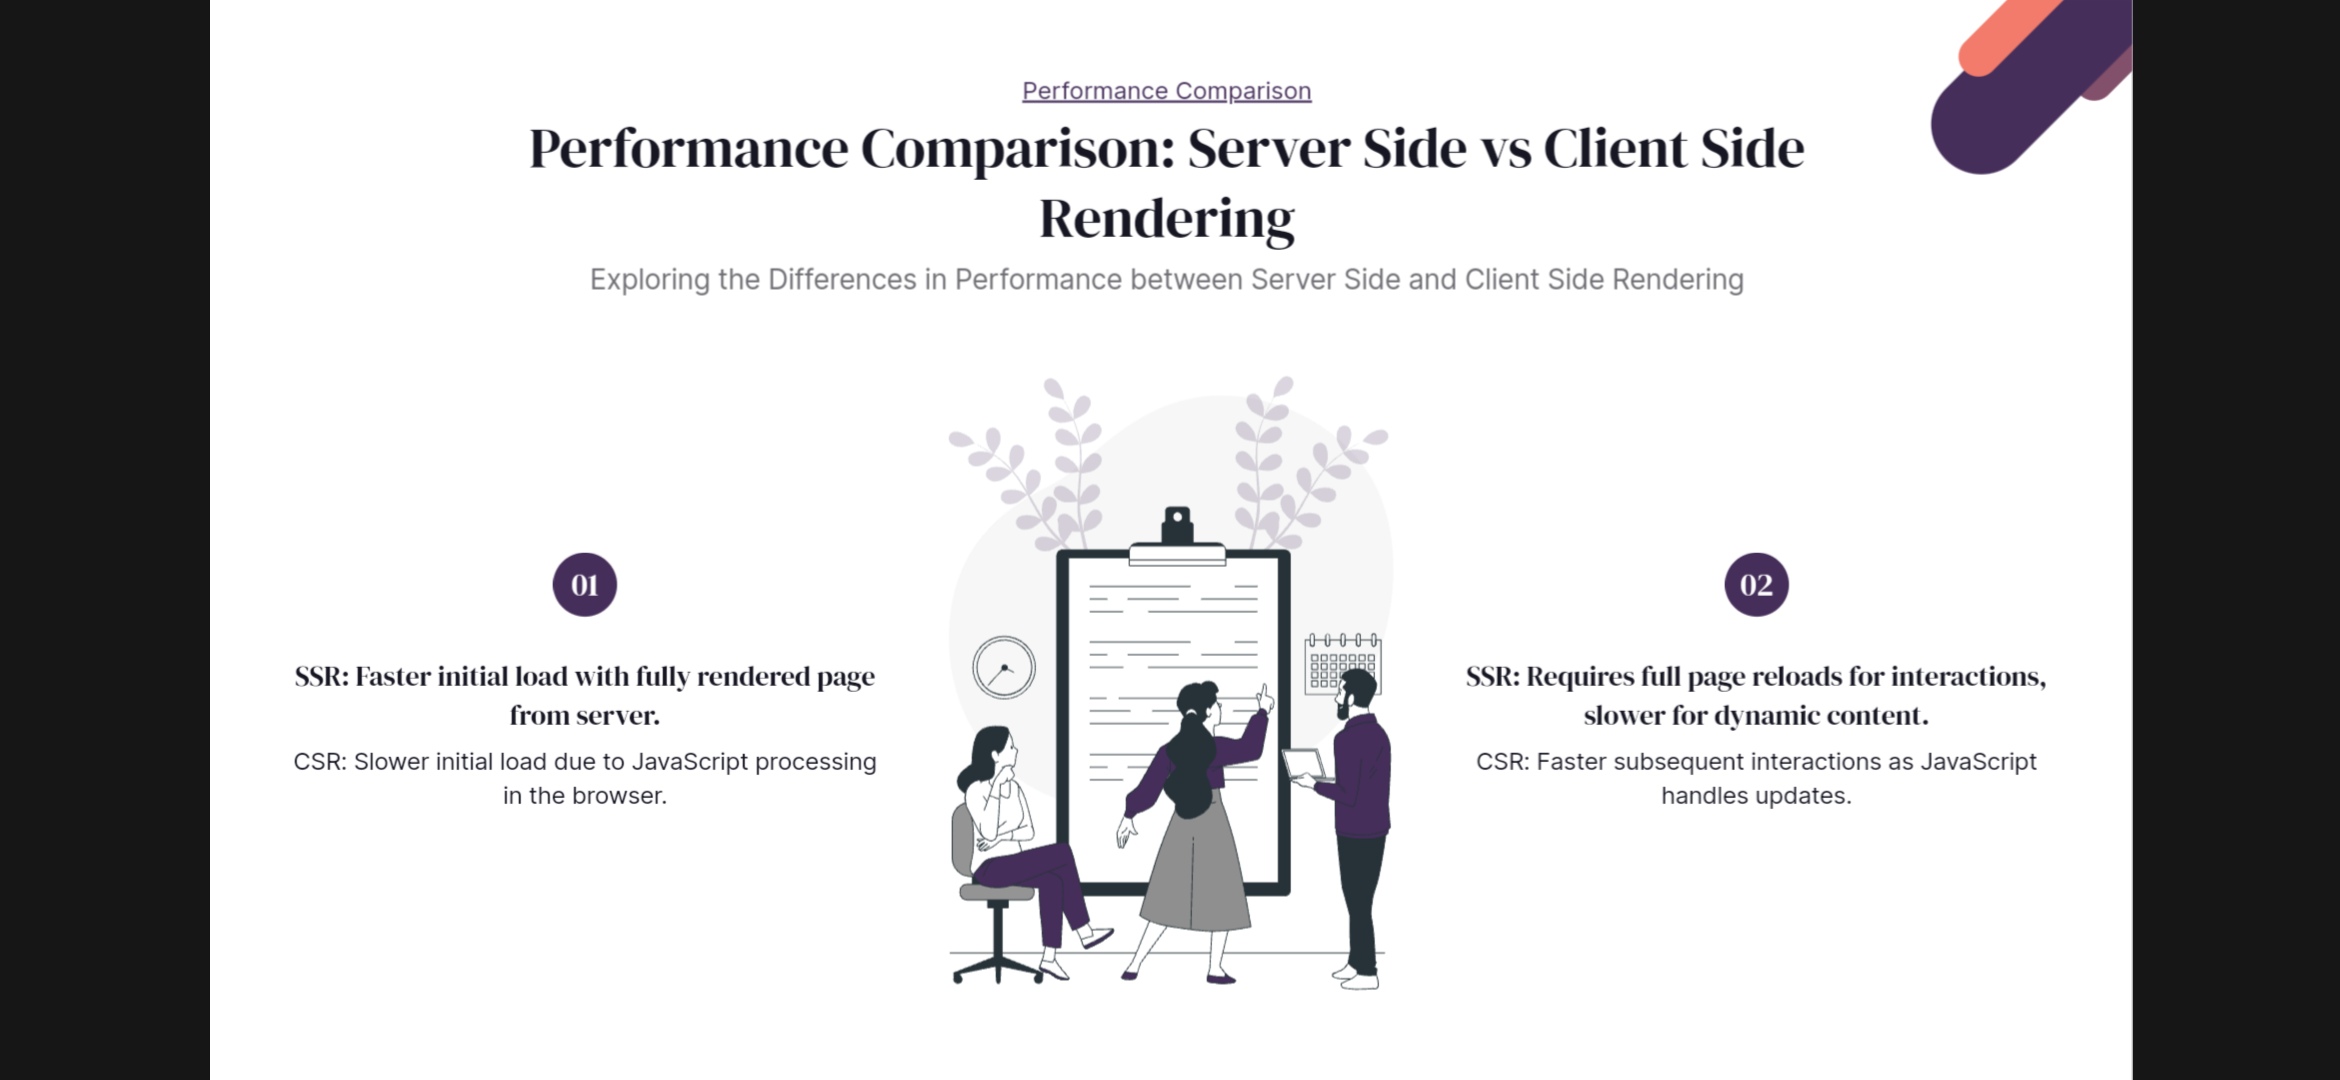 Performance Comparison
Performance Comparison: Server Side vs Client Side
Rendering
Exploring the Differences in Performance between Server Side and Client Side Rendering
01
SSR: Faster initial load with fully rendered page
from server.
CSR: Slower initial load due to JavaScript processing
in the browser.
02
SSR: Requires full page reloads for interactions,
slower for dynamic content.
CSR: Faster subsequent interactions as JavaScript
handles updates.